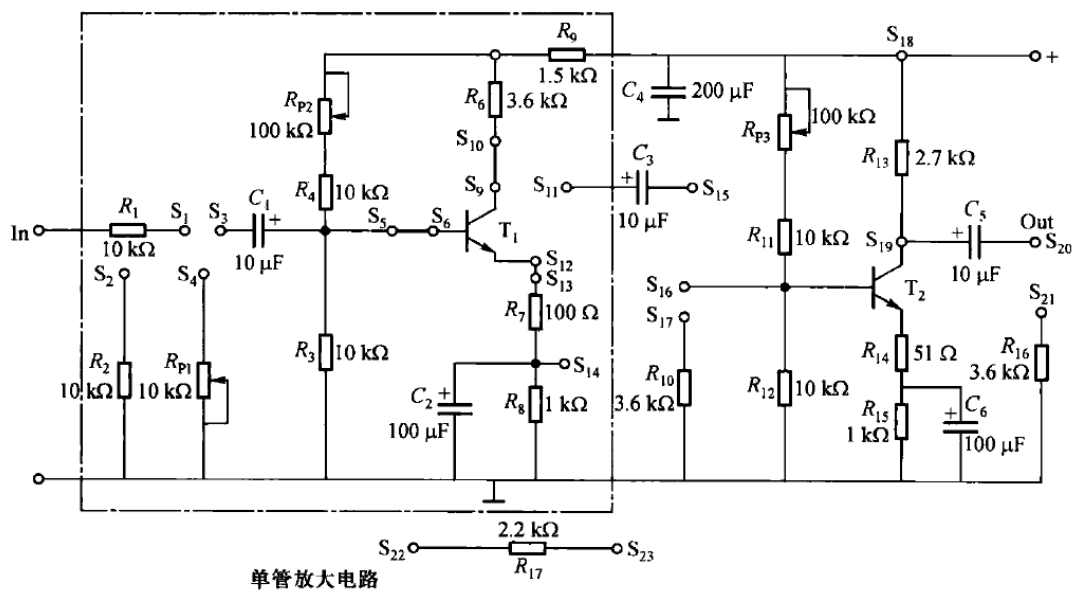 R9
1.5 kΩ
S18
+
RP2
100 kΩ
R6
3.6 kΩ
S10
C4
200 μF
RP3
100 kΩ
R13
2.7 kΩ
R4
10 kΩ
S9
S11
C3
+
10 μF
S15
In
R1
10 kΩ
S1
S3
C1
+
10 μF
S5
S6
T1
R11
10 kΩ
S19
C5
+
10 μF
Out
S20
S2
S4
S12
S13
S16
S17
T2
S21
R7
100 Ω
R2
10 kΩ
RP1
10 kΩ
R3
10 kΩ
S14
R14
51 Ω
R16
3.6 kΩ
C2
+
100 μF
R8
1 kΩ
R10
3.6 kΩ
R12
10 kΩ
R15
1 kΩ
+
C6
100 μF
2.2 kΩ
S22
S23
R17
单管放大电路